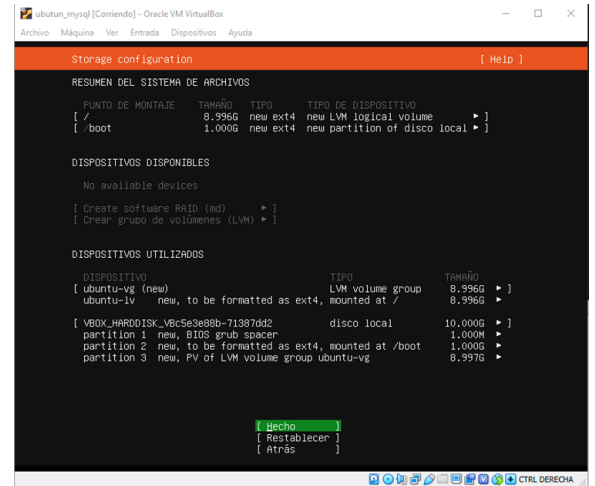 ubutun_mysql [Corriendo] - Oracle VM VirtualBox
Archivo Máquina Ver Entrada Dispositivos Ayuda
Storage configuration [ Help ]
RESUMEN DEL SISTEMA DE ARCHIVOS
PUNTO DE MONTAJE TAMAÑO TIPO TIPO DE DISPOSITIVO
[ / 8.996G new ext4 new LVM logical volume ▸ ]
[ /boot 1.000G new ext4 new partition of disco local ▸ ]
DISPOSITIVOS DISPONIBLES
No available devices
[ Create software RAID (md) ▸ ]
[ Crear grupo de volúmenes (LVM) ▸ ]
DISPOSITIVOS UTILIZADOS
DISPOSITIVO TIPO TAMAÑO
[ ubuntu-vg (new) LVM volume group 8.996G ▸ ]
ubuntu-lv new, to be formatted as ext4, mounted at / 8.996G ▸
[ VBOX_HARDDISK_VBc5e3e88b-71387dd2 disco local 10.000G ▸ ]
partition 1 new, BIOS grub spacer 1.000M ▸
partition 2 new, to be formatted as ext4, mounted at /boot 1.000G ▸
partition 3 new, PV of LVM volume group ubuntu-vg 8.997G ▸
[ Hecho ]
[ Restablecer ]
[ Atrás ]
CTRL DERECHA